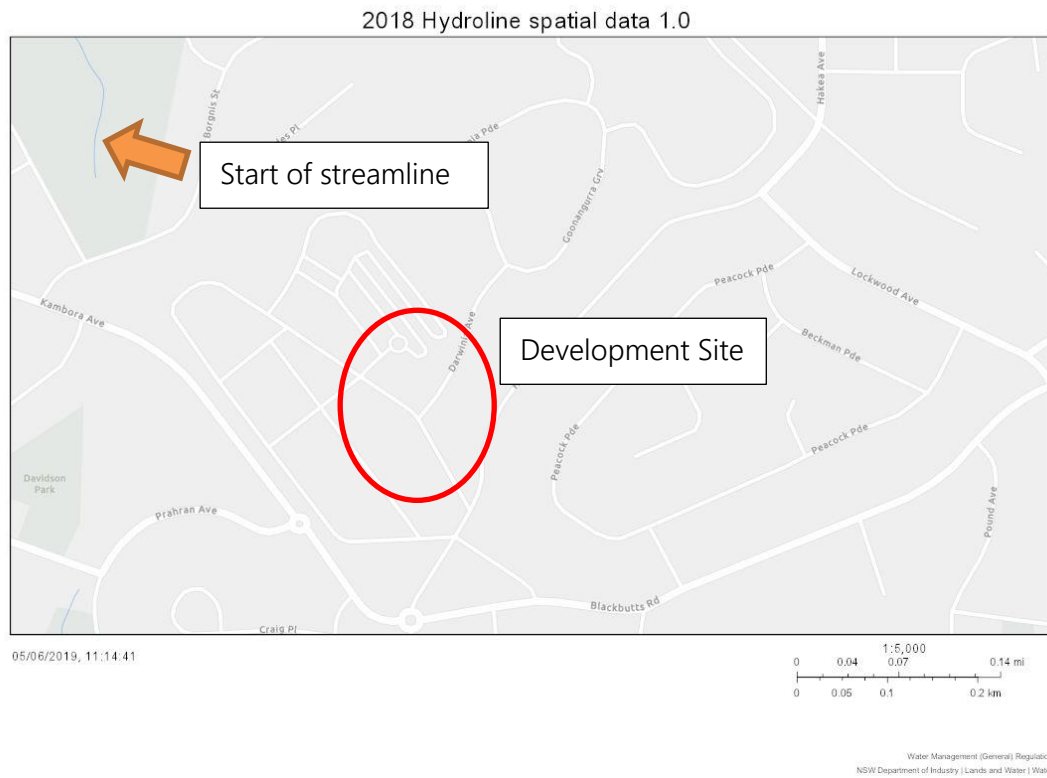 2018 Hydroline spatial data 1.0
Hakea Ave
Borgnis St
Pl
Pde
Start of streamline
Coonangurra Grv
Peacock Pde
Lockwood Ave
Kambora Ave
Darwinia Ave
Development Site
Beckman Pde
Peacock Pde
Peacock Pde
Davidson
Park
Prahran Ave
Pound Ave
Blackbutts Rd
Craig Pl
05/06/2019, 11:14:41
1:5,000
0 0.04 0.07 0.14 mi
0 0.05 0.1 0.2 km
Water Management (General) Regulatio
NSW Department of Industry | Lands and Water | Wat